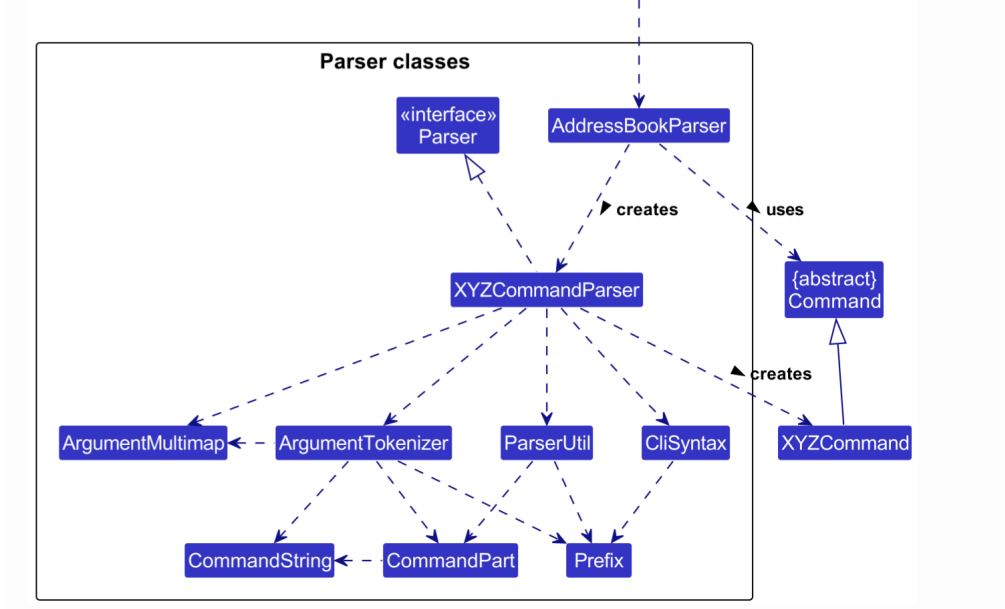 Parser classes
«interface»
Parser
AddressBookParser
creates
uses
XYZCommandParser
{abstract}
Command
creates
ArgumentMultimap
ArgumentTokenizer
ParserUtil
CliSyntax
XYZCommand
CommandString
CommandPart
Prefix